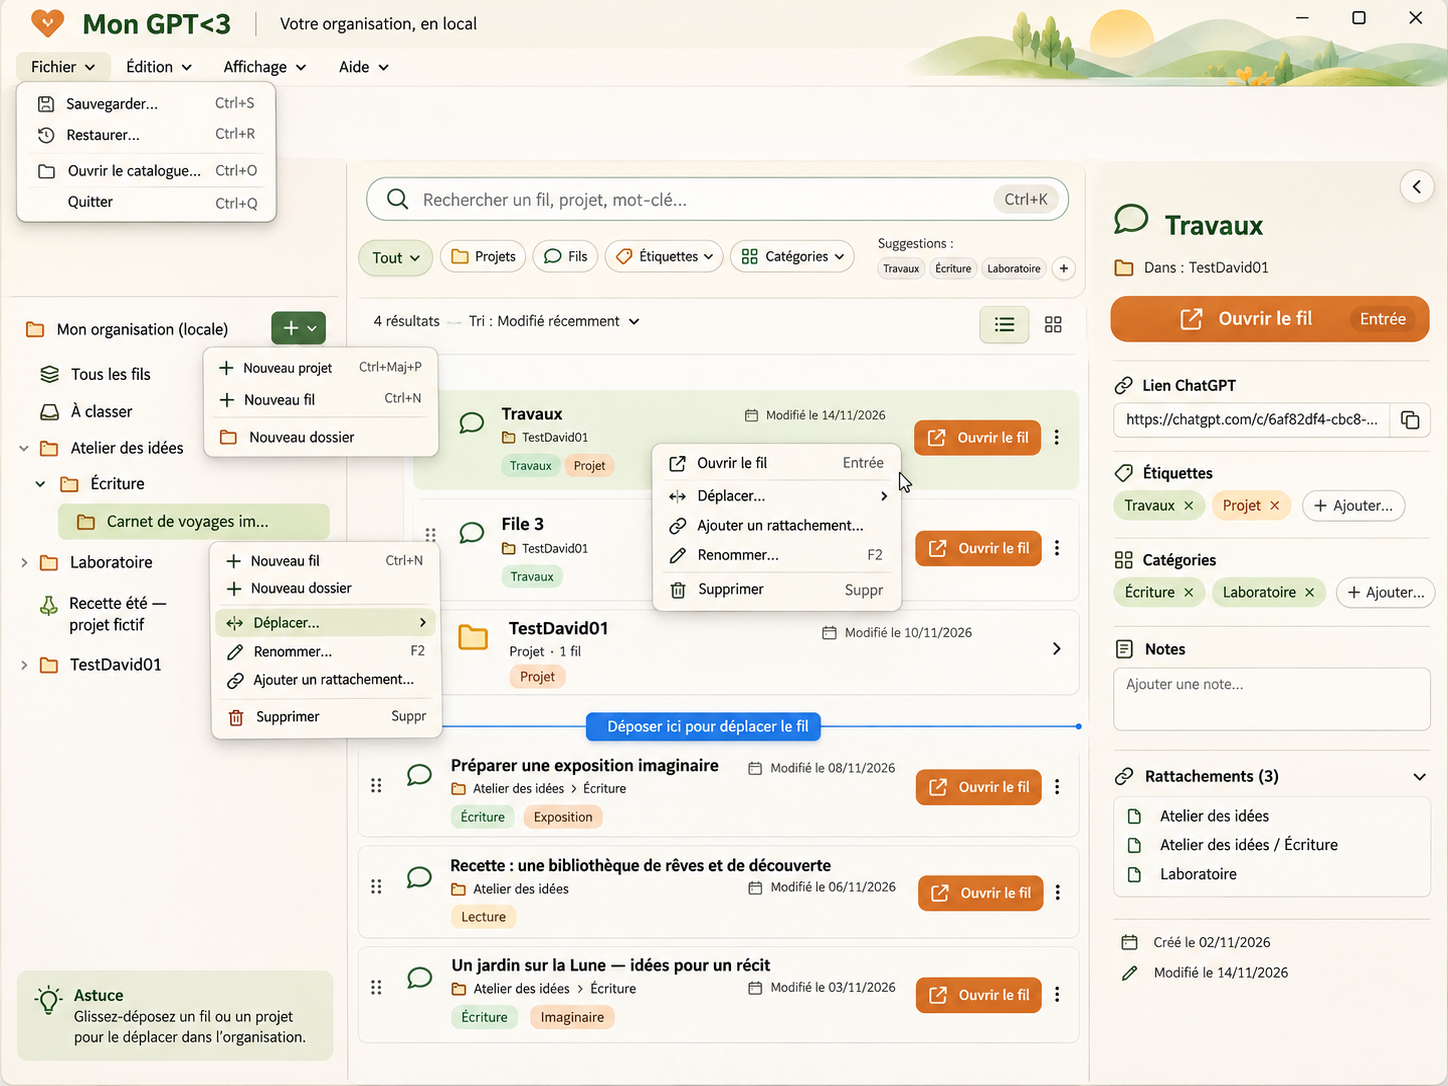 Mon GPT<3
Votre organisation, en local
Fichier
Édition
Affichage
Aide
Sauvegarder... Ctrl+S
Restaurer... Ctrl+R
Ouvrir le catalogue... Ctrl+O
Quitter Ctrl+Q
Mon organisation (locale)
+
Nouveau projet Ctrl+Maj+P
Nouveau fil Ctrl+N
Nouveau dossier
Tous les fils
À classer
Atelier des idées
Écriture
Carnet de voyages im...
Laboratoire
Recette été —
projet fictif
TestDavid01
Nouveau fil Ctrl+N
Nouveau dossier
Déplacer...
Renommer... F2
Ajouter un rattachement...
Supprimer Suppr
Astuce
Glissez-déposez un fil ou un projet
pour le déplacer dans l'organisation.
Rechercher un fil, projet, mot-clé... Ctrl+K
Tout
Projets
Fils
Étiquettes
Catégories
Suggestions :
Travaux
Écriture
Laboratoire
+
4 résultats — Tri : Modifié récemment
Travaux
Modifié le 14/11/2026
TestDavid01
Travaux
Projet
Ouvrir le fil
Ouvrir le fil Entrée
Déplacer...
Ajouter un rattachement...
Renommer... F2
Supprimer Suppr
File 3
TestDavid01
Travaux
Ouvrir le fil
TestDavid01
Modifié le 10/11/2026
Projet · 1 fil
Projet
Déposer ici pour déplacer le fil
Préparer une exposition imaginaire
Modifié le 08/11/2026
Atelier des idées > Écriture
Écriture
Exposition
Ouvrir le fil
Recette : une bibliothèque de rêves et de découverte
Atelier des idées
Modifié le 06/11/2026
Lecture
Ouvrir le fil
Un jardin sur la Lune — idées pour un récit
Atelier des idées > Écriture
Modifié le 03/11/2026
Écriture
Imaginaire
Ouvrir le fil
Travaux
Dans : TestDavid01
Ouvrir le fil Entrée
Lien ChatGPT
https://chatgpt.com/c/6af82df4-cbc8-...
Étiquettes
Travaux ×
Projet ×
+ Ajouter...
Catégories
Écriture ×
Laboratoire ×
+ Ajouter...
Notes
Ajouter une note...
Rattachements (3)
Atelier des idées
Atelier des idées / Écriture
Laboratoire
Créé le 02/11/2026
Modifié le 14/11/2026